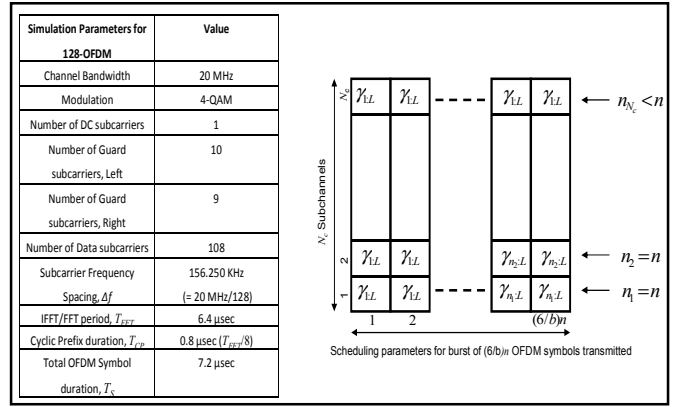 Simulation Parameters for
128-OFDM
Value
Channel Bandwidth
20 MHz
Modulation
4-QAM
Number of DC subcarriers
1
Number of Guard
subcarriers, Left
10
Number of Guard
subcarriers, Right
9
Number of Data subcarriers
108
Subcarrier Frequency
Spacing, Δf
156.250 KHz
(= 20 MHz/128)
IFFT/FFT period, T_FFT
6.4 μsec
Cyclic Prefix duration, T_CP
0.8 μsec (T_FFT/8)
Total OFDM Symbol
duration, T_S
7.2 μsec
N_c Subchannels
N_c
γ_1:L γ_1:L γ_1:L γ_1:L
n_{N_c} < n
2
γ_1:L γ_1:L γ_{n_2:L} γ_{n_2:L}
n_2 = n
1
γ_1:L γ_1:L γ_{n_1:L} γ_{n_1:L}
n_1 = n
1 2 (6/b)n
Scheduling parameters for burst of (6/b)n OFDM symbols transmitted